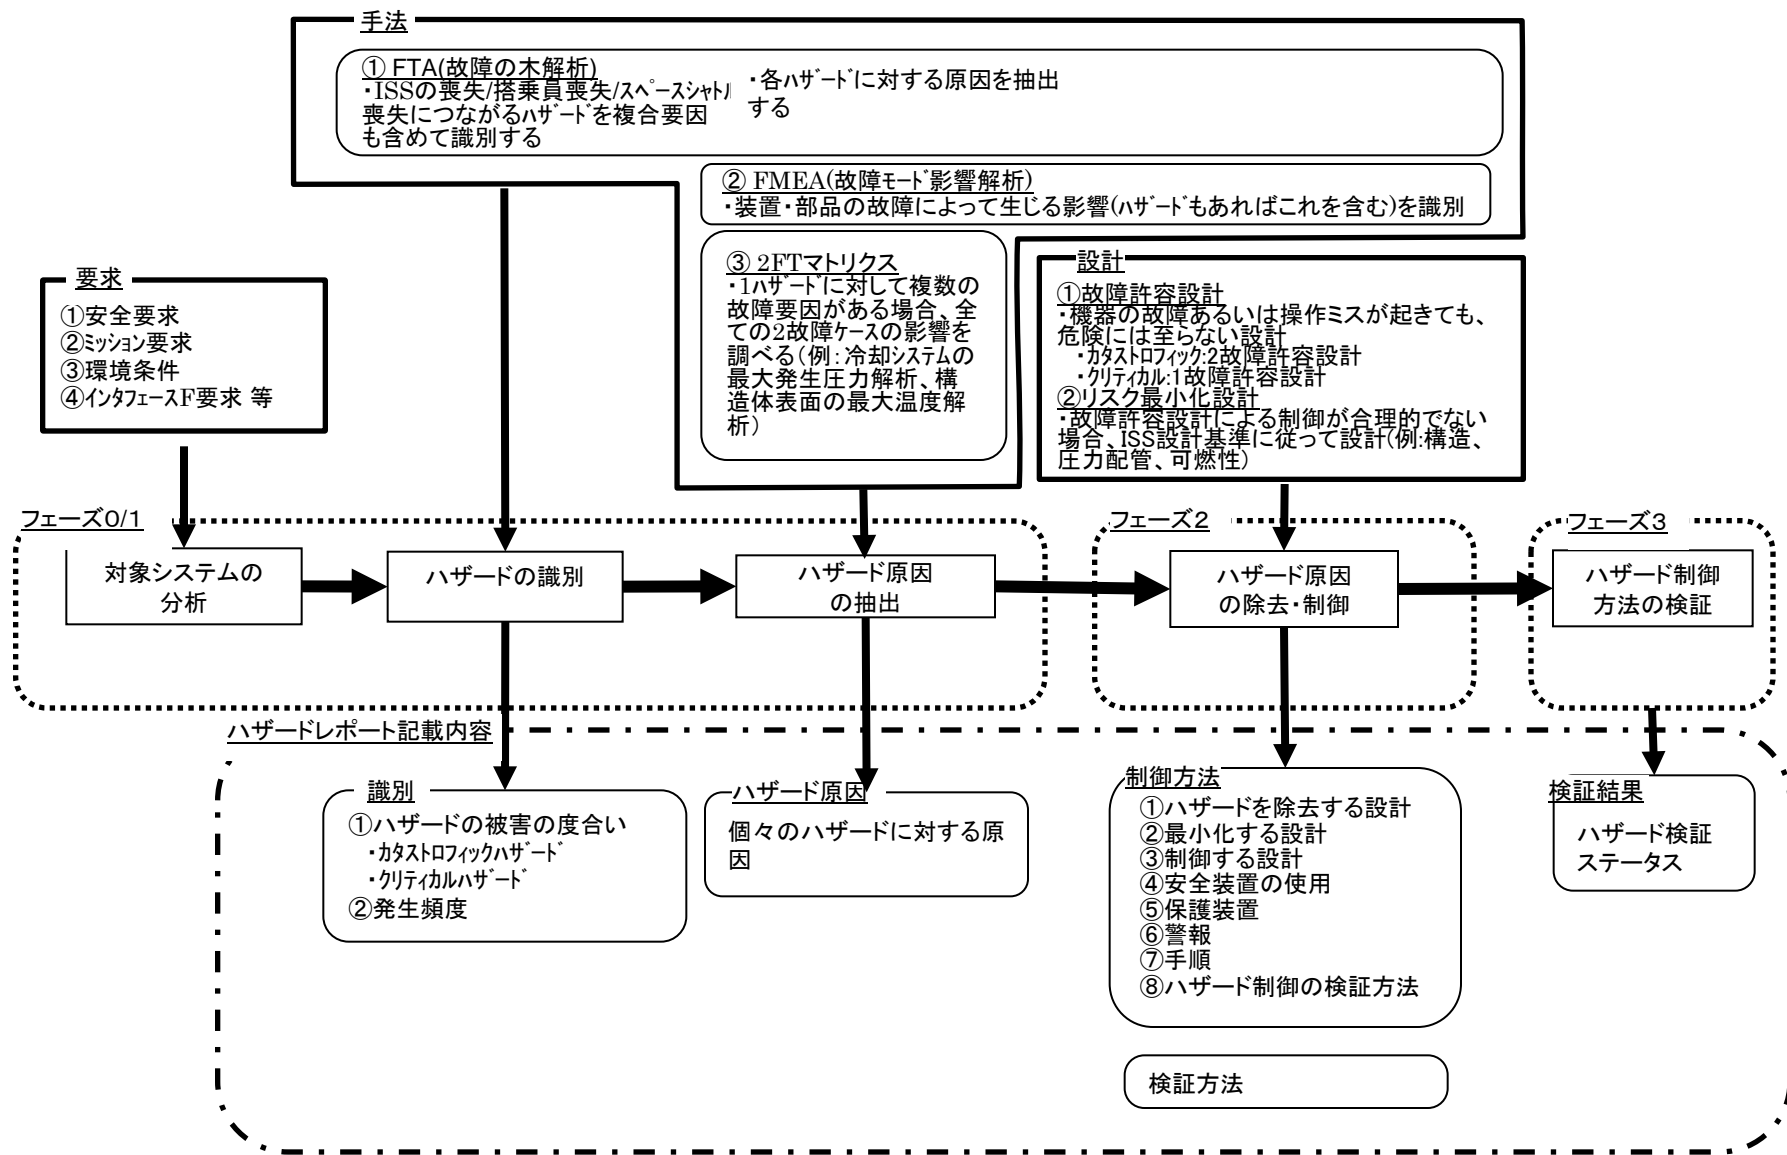 手法
① FTA(故障の木解析)
・ISSの喪失/搭乗員喪失/スペースシャトル
喪失につながるハザードを複合要因
も含めて識別する
・各ハザードに対する原因を抽出
する
② FMEA(故障モード影響解析)
・装置・部品の故障によって生じる影響(ハザードもあればこれを含む)を識別
③ 2FTマトリクス
・1ハザードに対して複数の
故障要因がある場合、全
ての2故障ケースの影響を
調べる(例:冷却システムの
最大発生圧力解析、構
造体表面の最大温度解
析)
要求
①安全要求
②ミッション要求
③環境条件
④インタフェースF要求 等
設計
①故障許容設計
・機器の故障あるいは操作ミスが起きても、
危険には至らない設計
・カタストロフィック:2故障許容設計
・クリティカル:1故障許容設計
②リスク最小化設計
・故障許容設計による制御が合理的でない
場合、ISS設計基準に従って設計(例:構造、
圧力配管、可燃性)
フェーズ0/1
対象システムの
分析
ハザードの識別
ハザード原因
の抽出
フェーズ2
ハザード原因
の除去・制御
フェーズ3
ハザード制御
方法の検証
ハザードレポート記載内容
識別
①ハザードの被害の度合い
・カタストロフィックハザード
・クリティカルハザード
②発生頻度
ハザード原因
個々のハザードに対する原
因
制御方法
①ハザードを除去する設計
②最小化する設計
③制御する設計
④安全装置の使用
⑤保護装置
⑥警報
⑦手順
⑧ハザード制御の検証方法
検証方法
検証結果
ハザード検証
ステータス